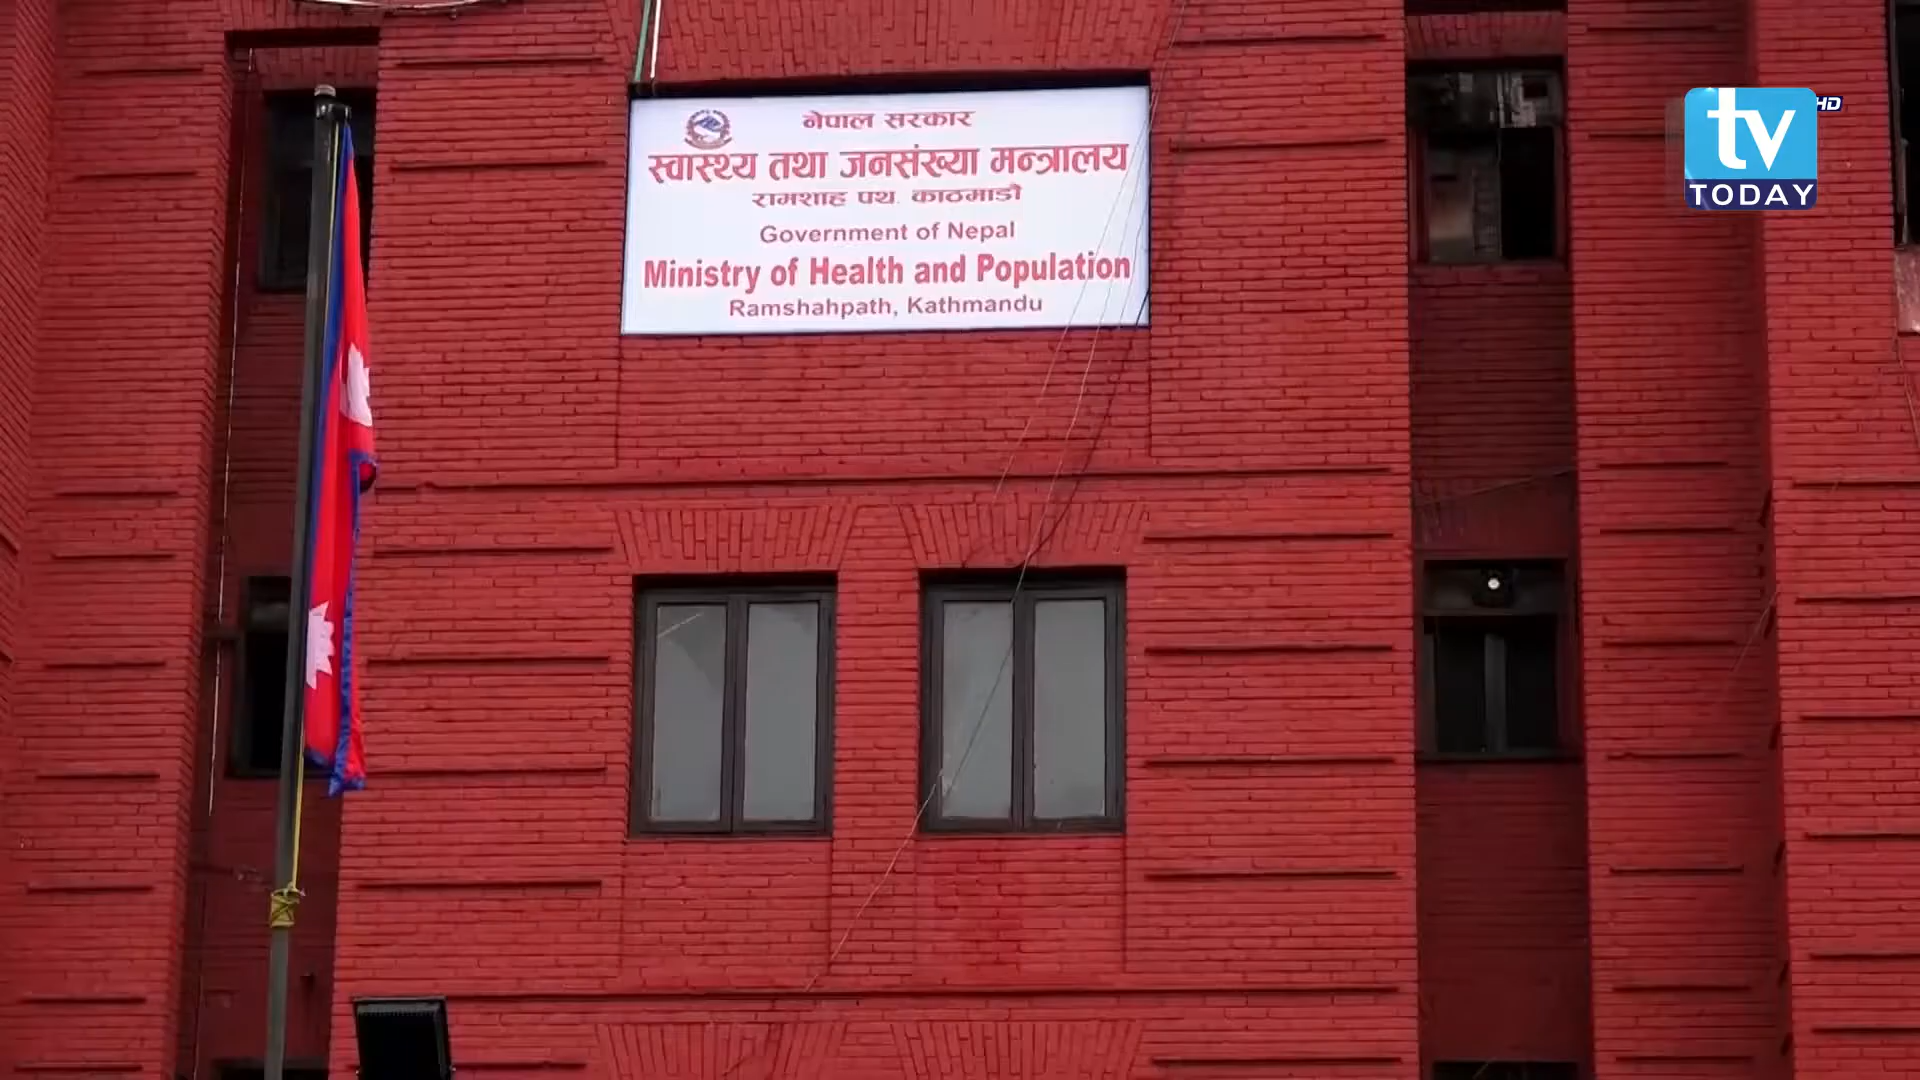 नेपाल सरकार
स्वास्थ्य तथा जनसंख्या मन्त्रालय
रामशाह पथ, काठमाडौं
Government of Nepal
Ministry of Health and Population
Ramshahpath, Kathmandu
tv HD
TODAY